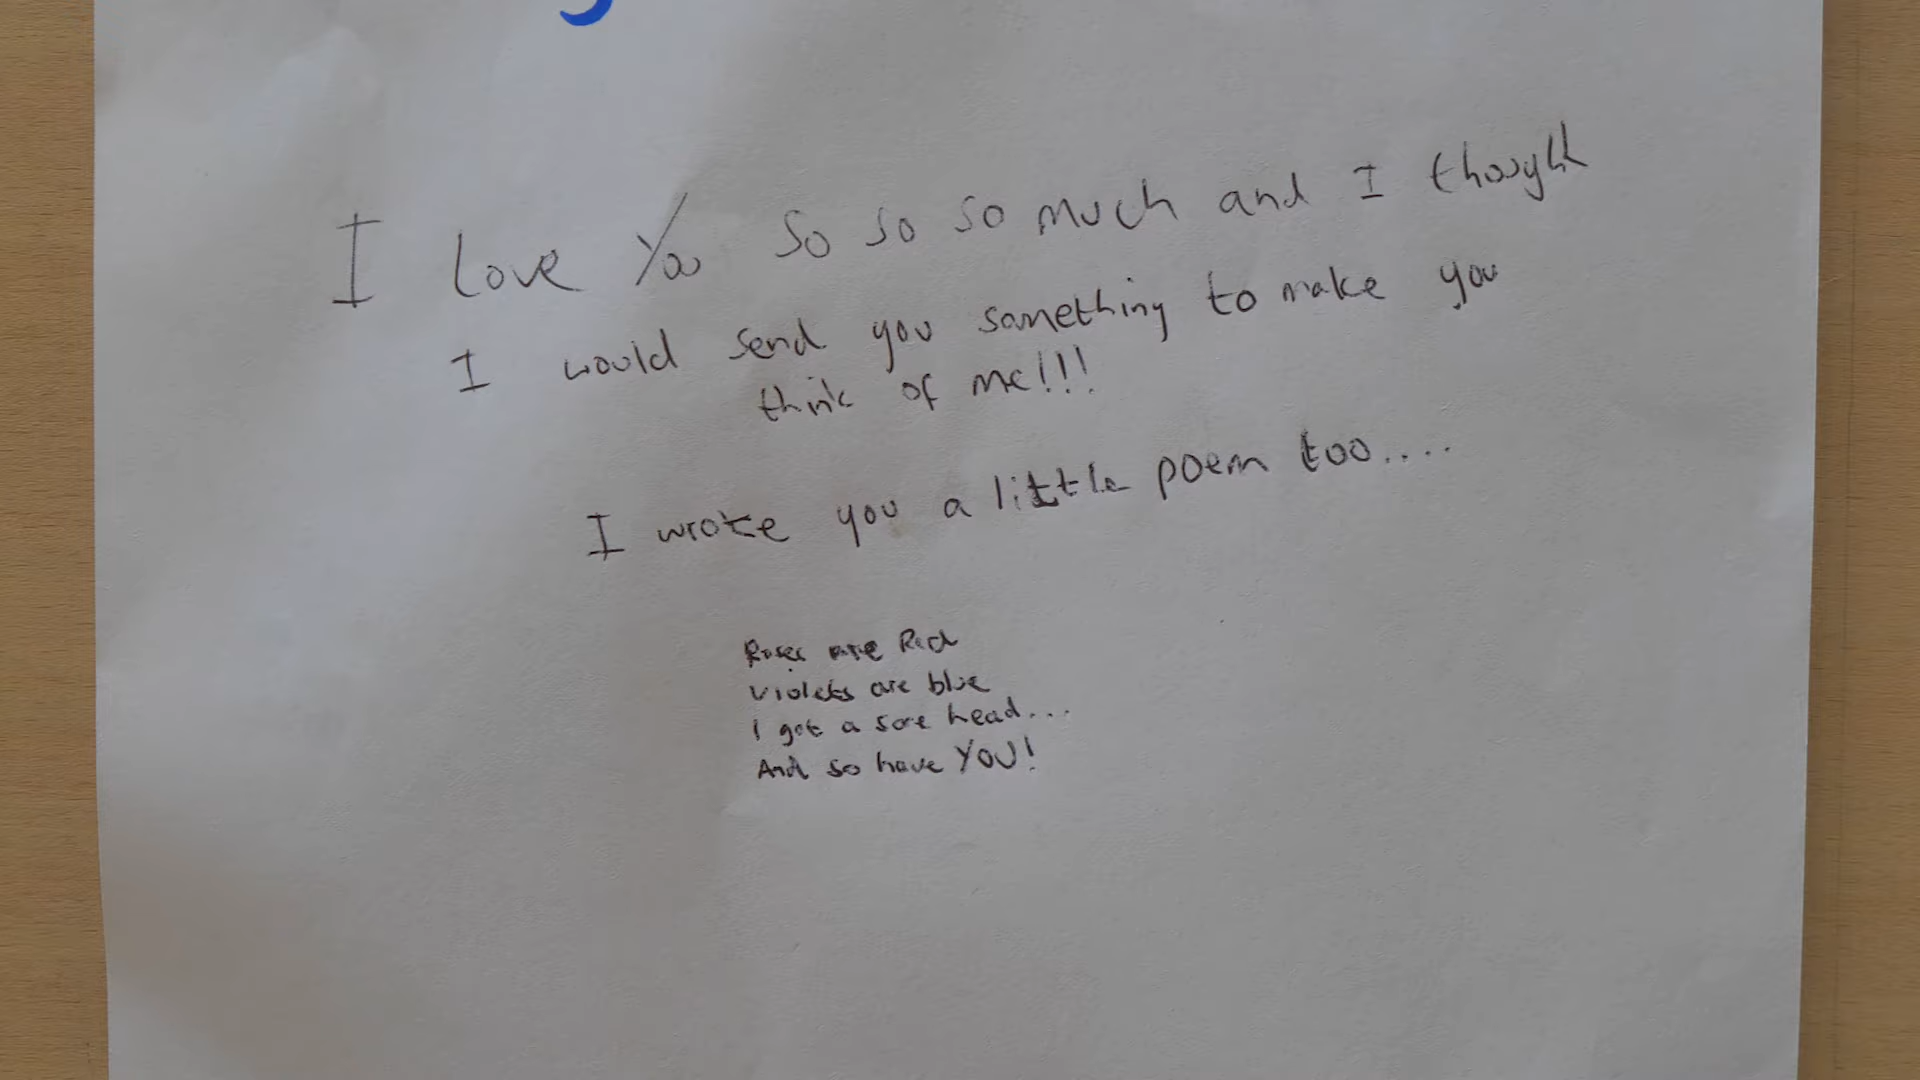 I Love You So so so much and I thought
I would send you something to make you
think of me!!!
I wrote you a little poem too....
Roses are Red
Violets are blue
I got a sore head...
And so have YOU!